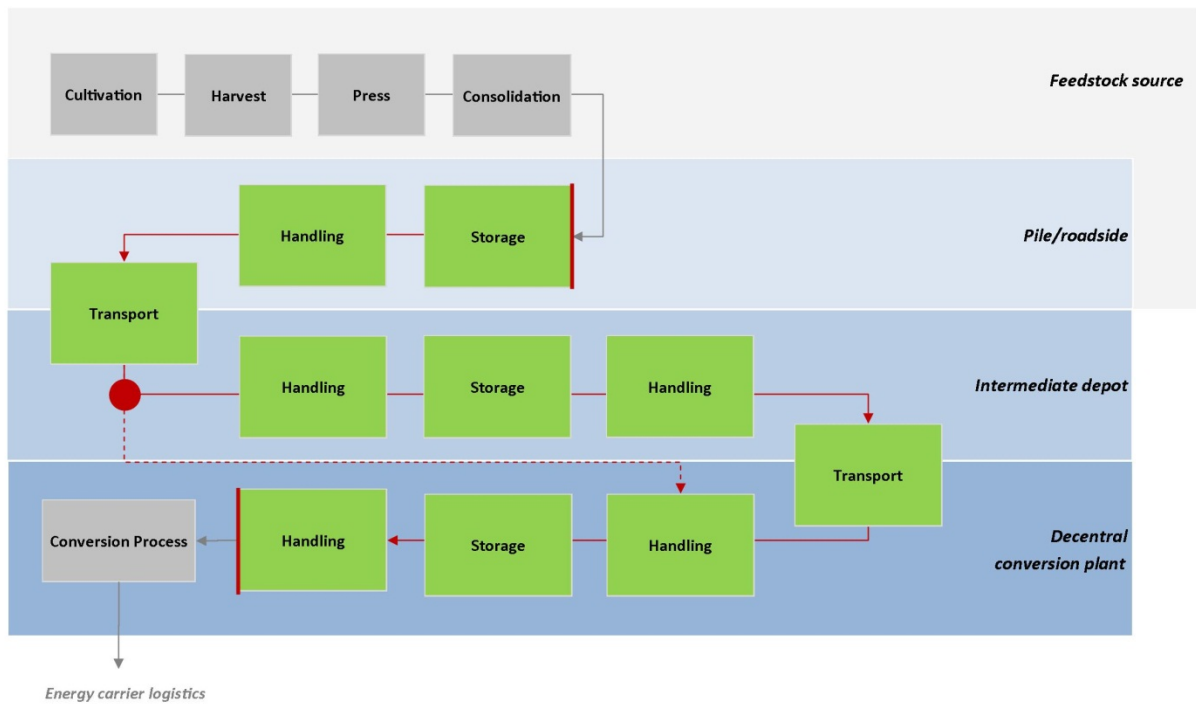 Cultivation
Harvest
Press
Consolidation
Feedstock source
Handling
Storage
Pile/roadside
Transport
Handling
Storage
Handling
Intermediate depot
Transport
Conversion Process
Handling
Storage
Handling
Decentral
conversion plant
Energy carrier logistics